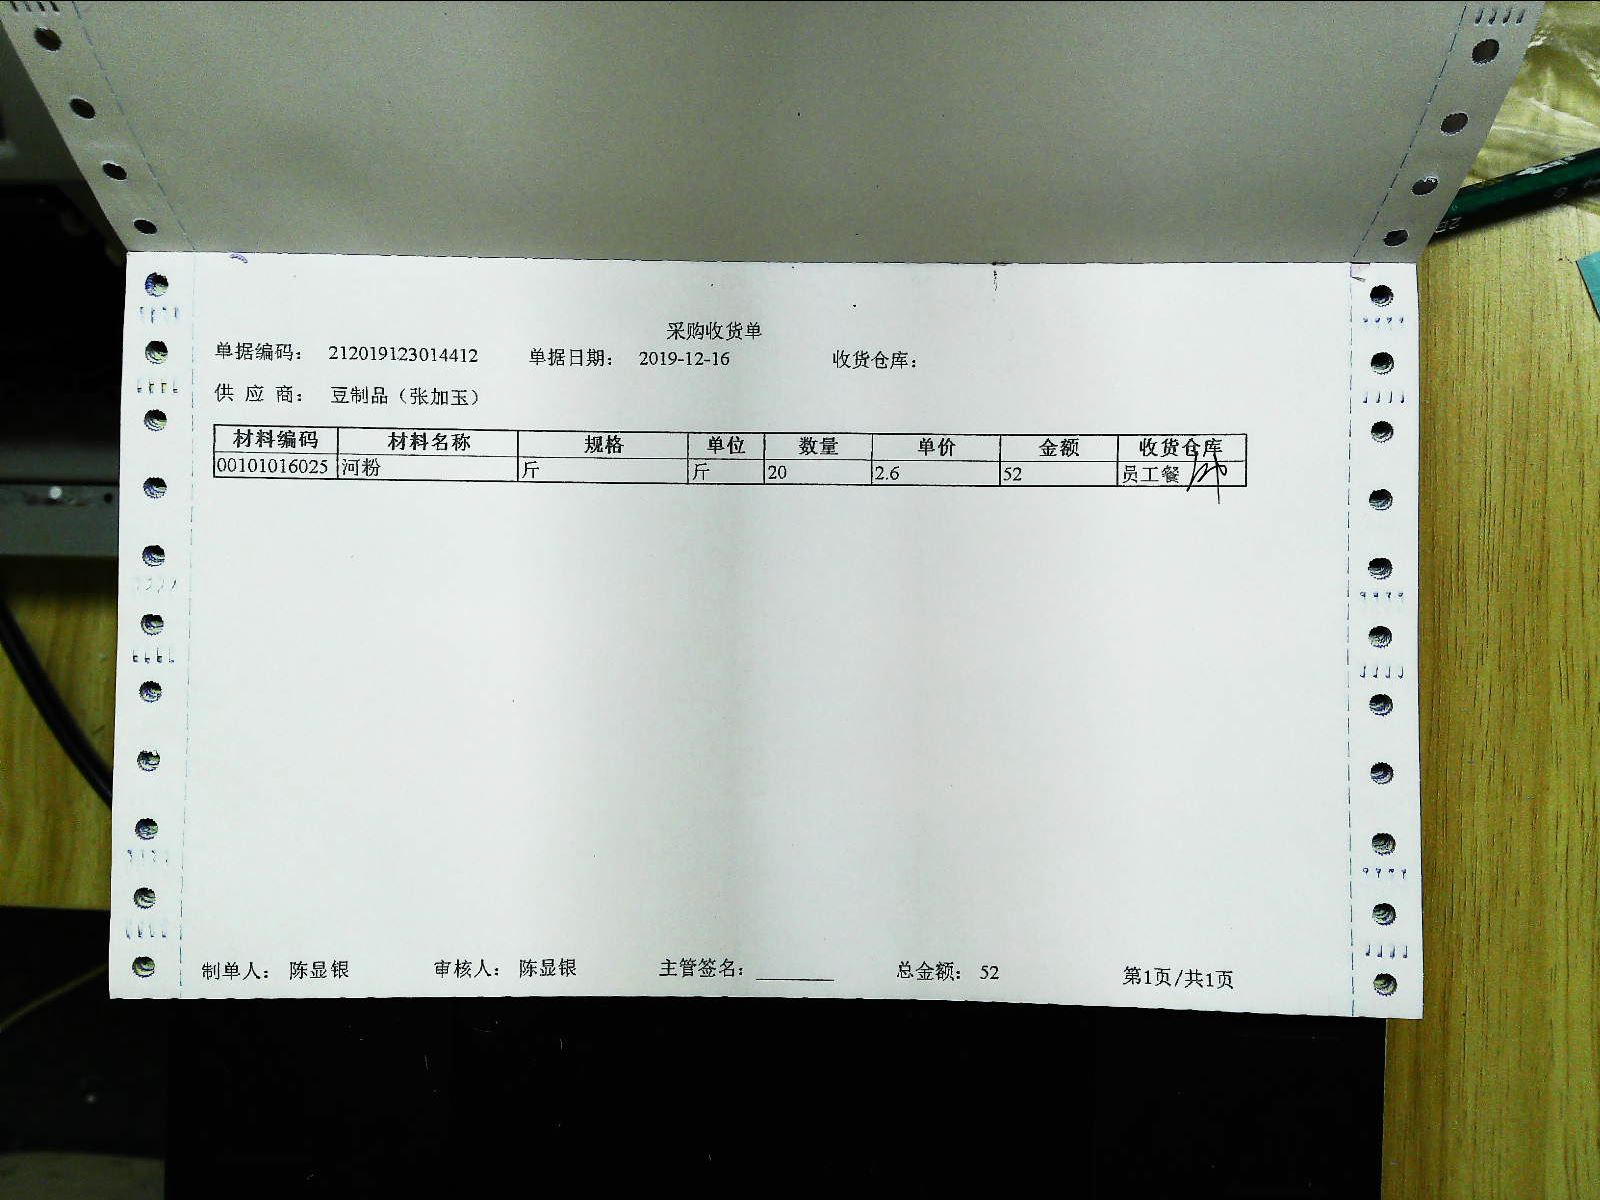 采购收货单
单据编码： 212019123014412 单据日期： 2019-12-16 收货仓库：
供 应 商： 豆制品（张加玉）
材料编码 材料名称 规格 单位 数量 单价 金额 收货仓库
00101016025 河粉 斤 斤 20 2.6 52 员工餐
制单人： 陈显银 审核人： 陈显银 主管签名： 总金额： 52 第1页/共1页